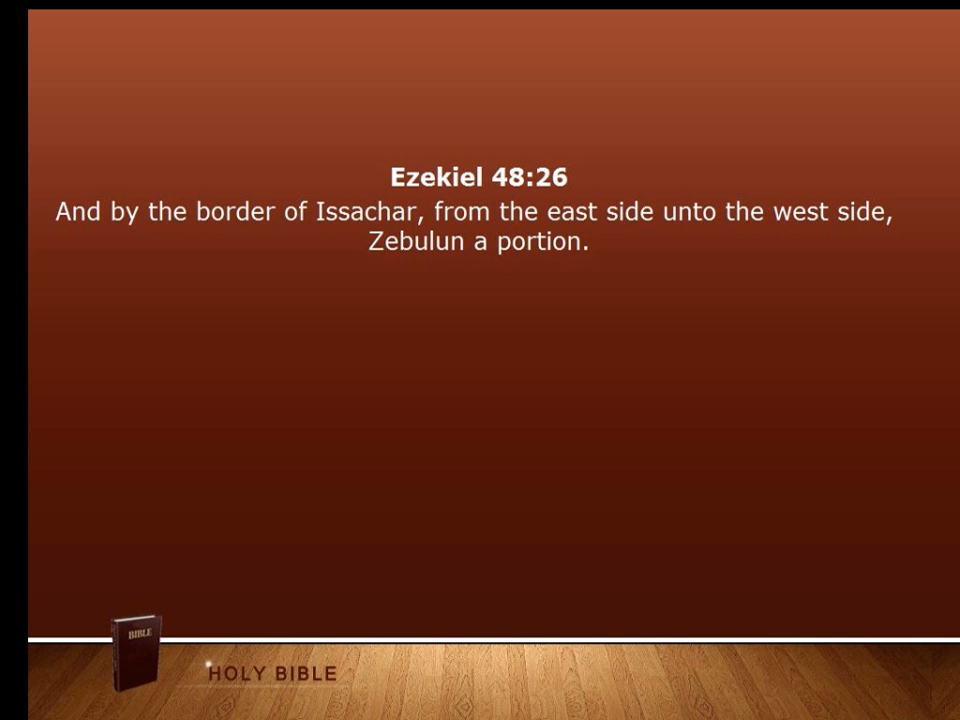 Ezekiel 48:26
And by the border of Issachar, from the east side unto the west side,
Zebulun a portion.
BIBLE
HOLY BIBLE